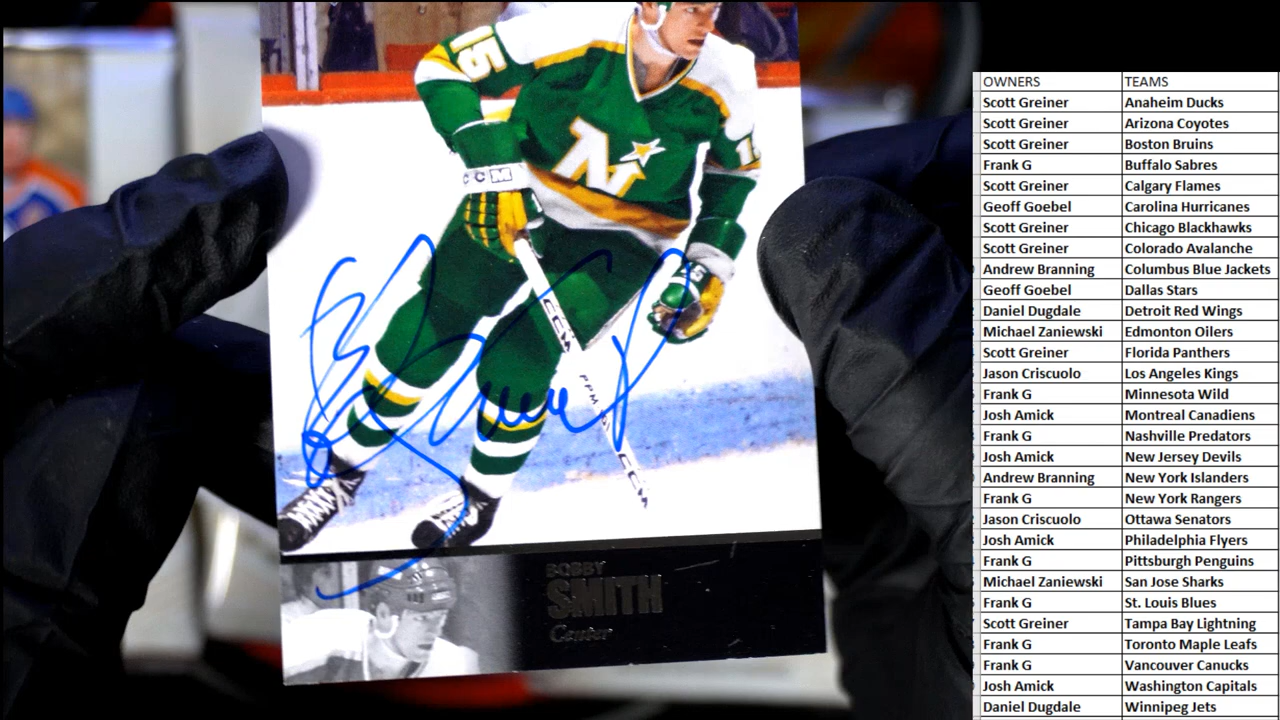 15
N
15
CCM
15
CCM
PPM
CCM
BOBBY
SMITH
Center
OWNERS TEAMS
Scott Greiner Anaheim Ducks
Scott Greiner Arizona Coyotes
Scott Greiner Boston Bruins
Frank G Buffalo Sabres
Scott Greiner Calgary Flames
Geoff Goebel Carolina Hurricanes
Scott Greiner Chicago Blackhawks
Scott Greiner Colorado Avalanche
Andrew Branning Columbus Blue Jackets
Geoff Goebel Dallas Stars
Daniel Dugdale Detroit Red Wings
Michael Zaniewski Edmonton Oilers
Scott Greiner Florida Panthers
Jason Criscuolo Los Angeles Kings
Frank G Minnesota Wild
Josh Amick Montreal Canadiens
Frank G Nashville Predators
Josh Amick New Jersey Devils
Andrew Branning New York Islanders
Frank G New York Rangers
Jason Criscuolo Ottawa Senators
Josh Amick Philadelphia Flyers
Frank G Pittsburgh Penguins
Michael Zaniewski San Jose Sharks
Frank G St. Louis Blues
Scott Greiner Tampa Bay Lightning
Frank G Toronto Maple Leafs
Frank G Vancouver Canucks
Josh Amick Washington Capitals
Daniel Dugdale Winnipeg Jets